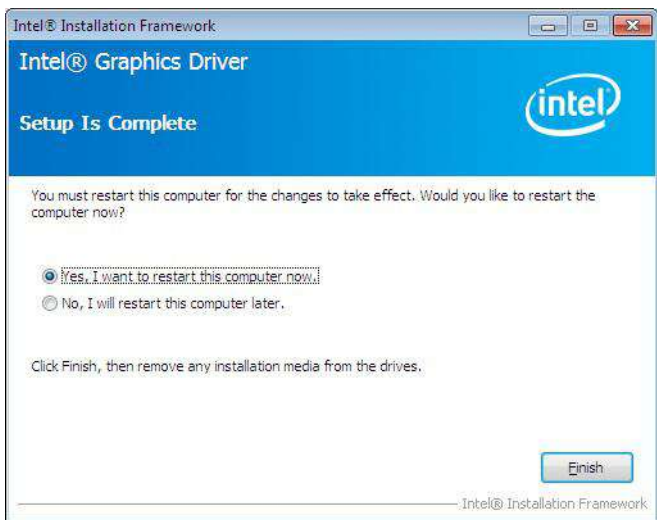 Intel® Installation Framework
Intel® Graphics Driver
Setup Is Complete
intel
You must restart this computer for the changes to take effect. Would you like to restart the
computer now?
Yes, I want to restart this computer now.
No, I will restart this computer later.
Click Finish, then remove any installation media from the drives.
Finish
Intel® Installation Framework